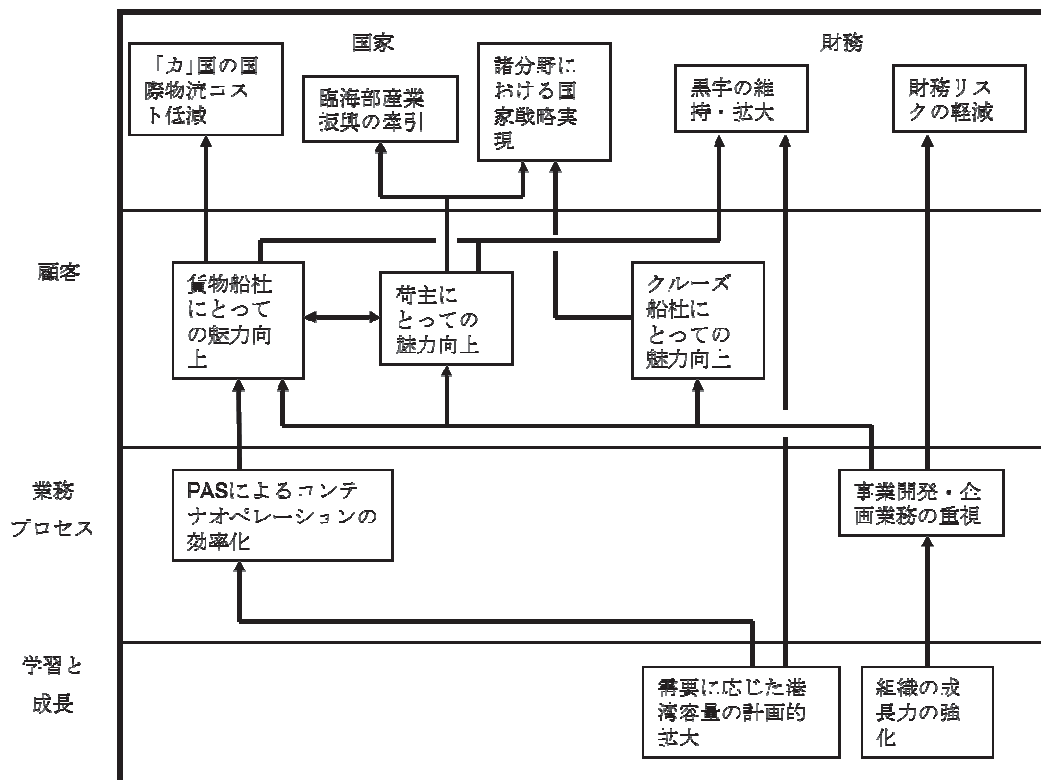 国家
財務
「カ」国の国
際物流コス
ト低減
臨海部産業
振興の牽引
諸分野に
おける国
家戦略実
現
黒字の維
持・拡大
財務リス
クの軽減
顧客
貨物船社
にとって
の魅力向
上
荷主に
とっての
魅力向上
クルーズ
船社に
とっての
魅力向上
業務
プロセス
PASによるコンテ
ナオペレーションの
効率化
事業開発・企
画業務の重視
学習と
成長
需要に応じた港
湾容量の計画的
拡大
組織の成
長力の強
化